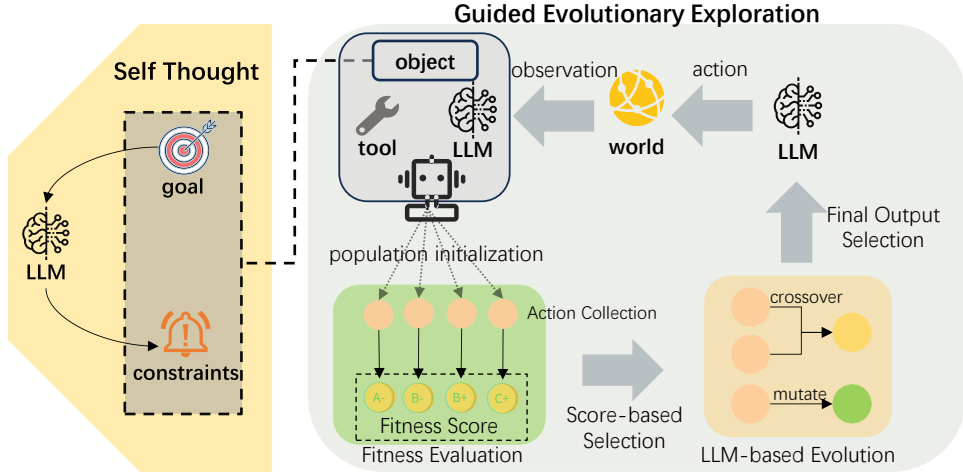 Guided Evolutionary Exploration
Self Thought
goal
LLM
constraints
object
tool
LLM
observation
world
action
LLM
population initialization
Action Collection
A-
B-
B+
C+
Fitness Score
Fitness Evaluation
Score-based
Selection
crossover
mutate
LLM-based Evolution
Final Output
Selection